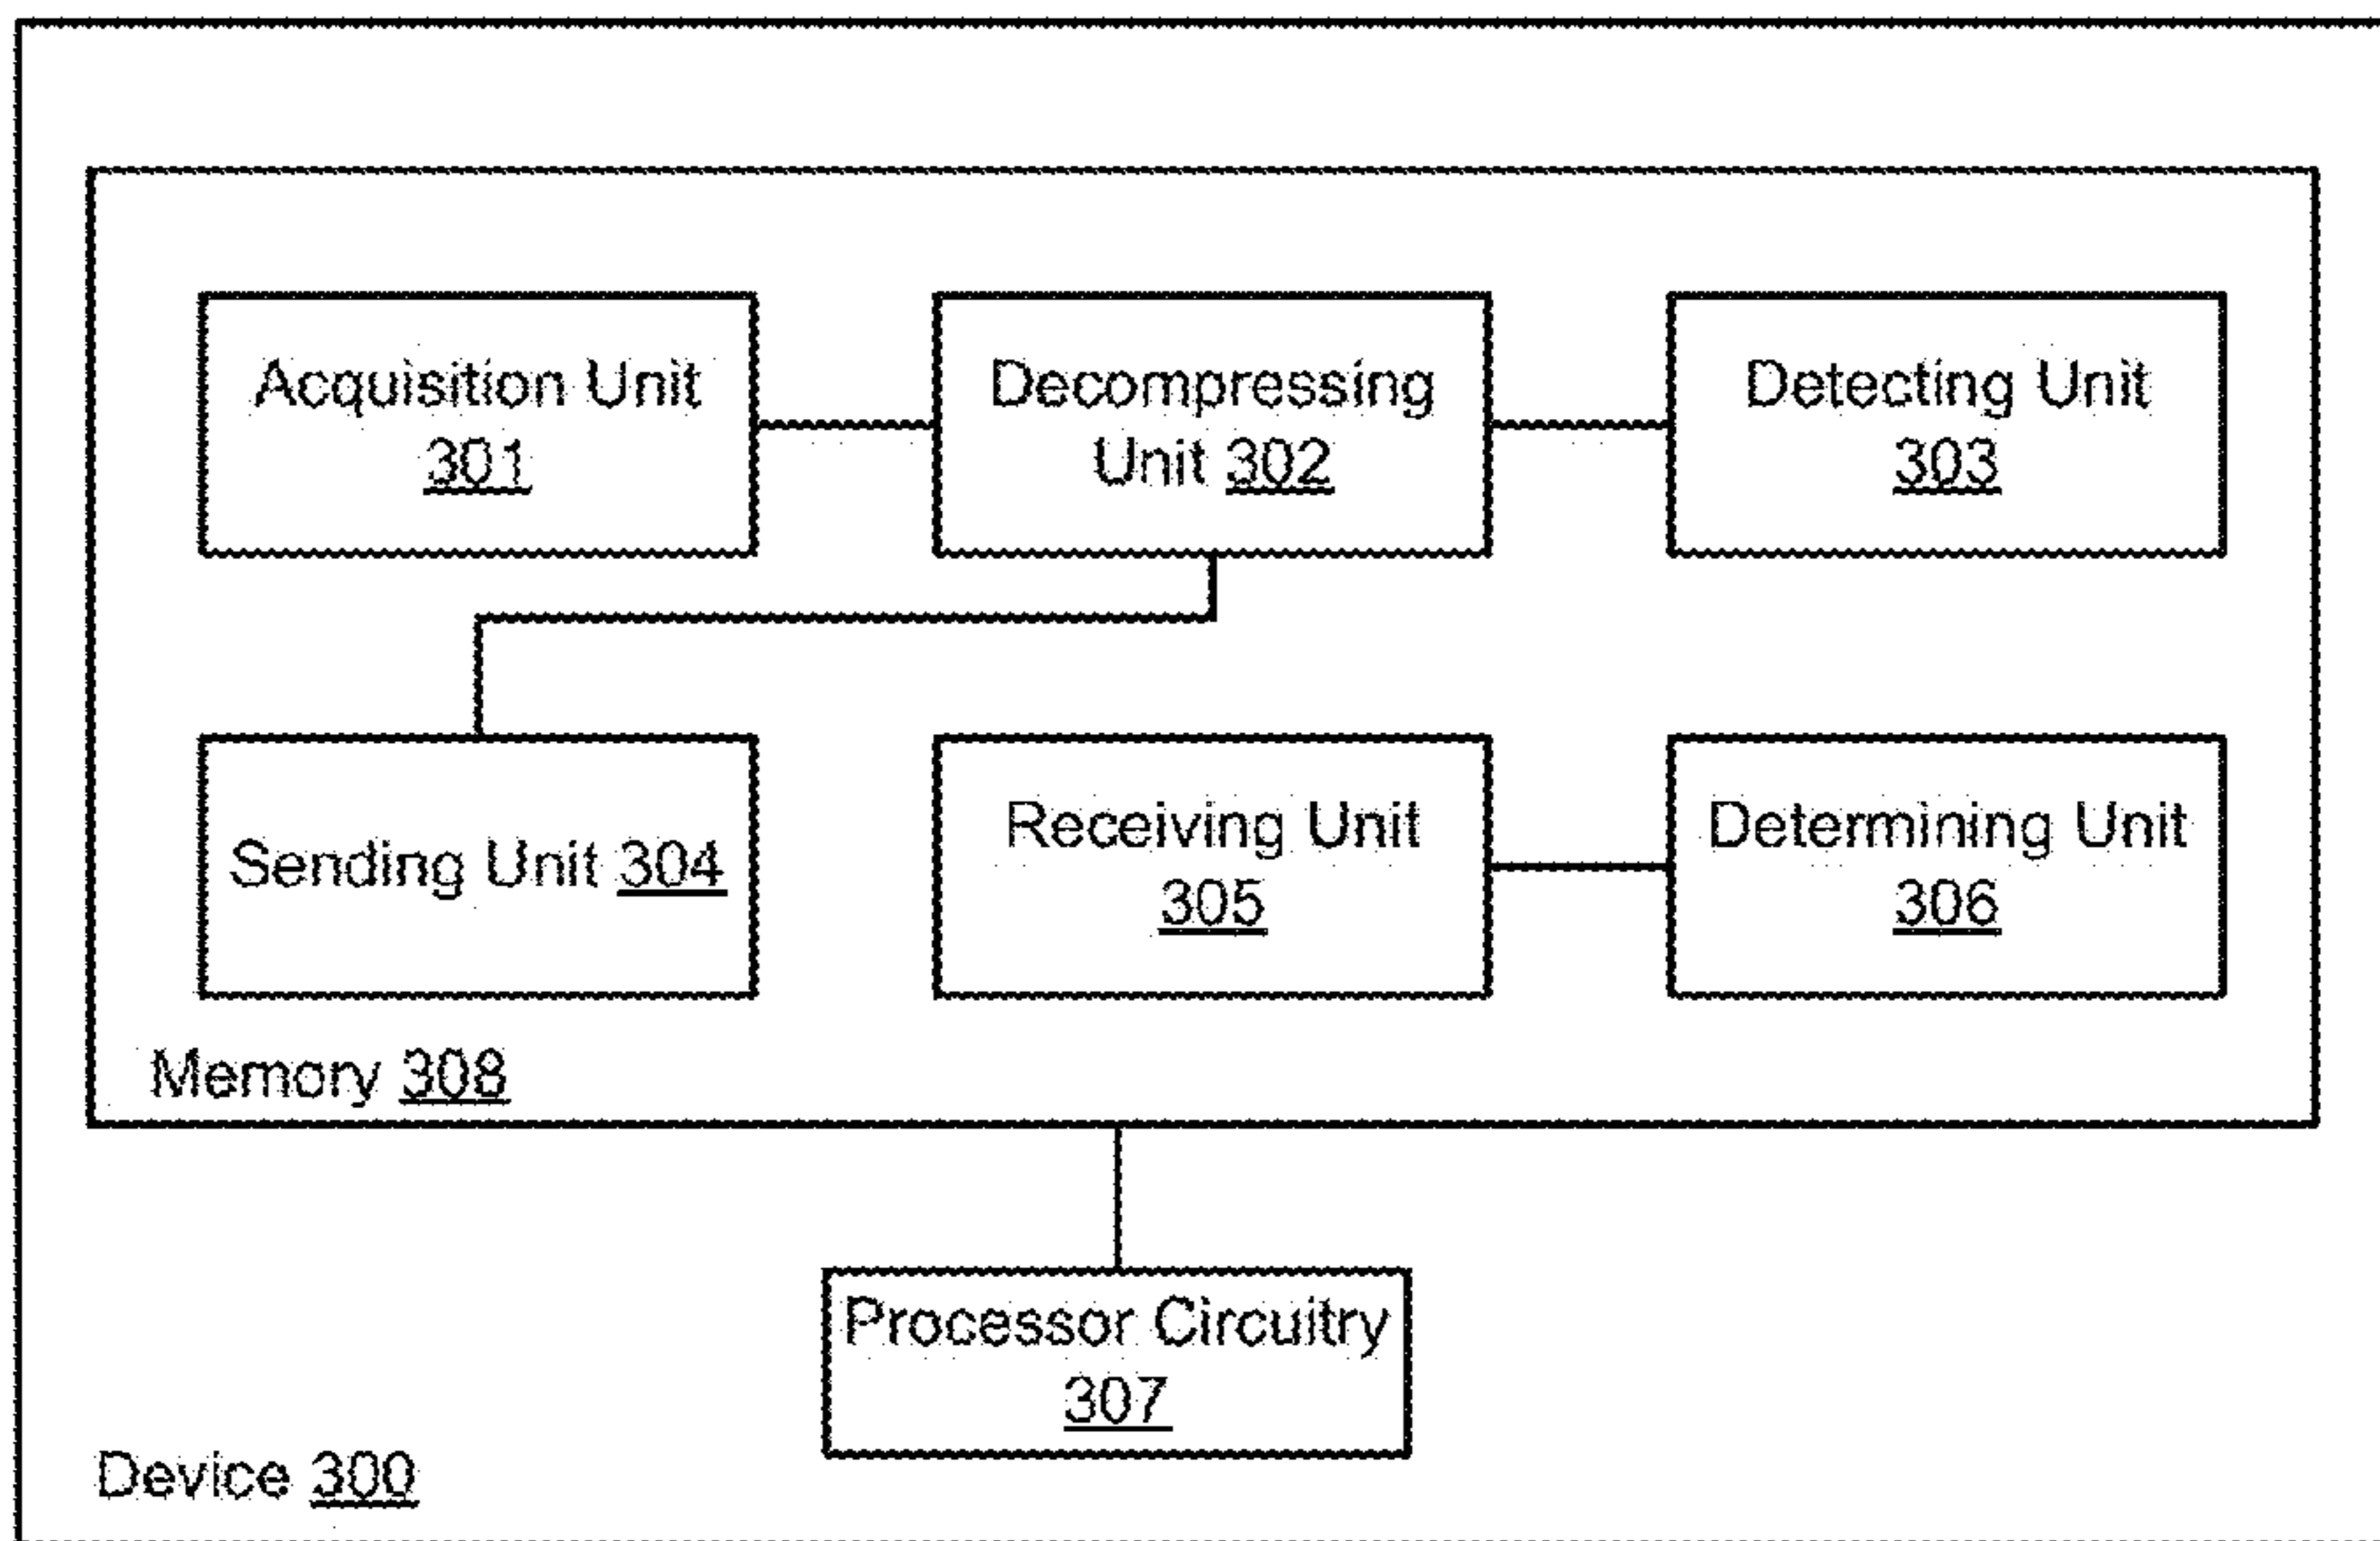 Acquisition Unit
301
Decompressing
Unit 302
Detecting Unit
303
Sending Unit 304
Receiving Unit
305
Determining Unit
306
Memory 308
Processor Circuitry
307
Device 300